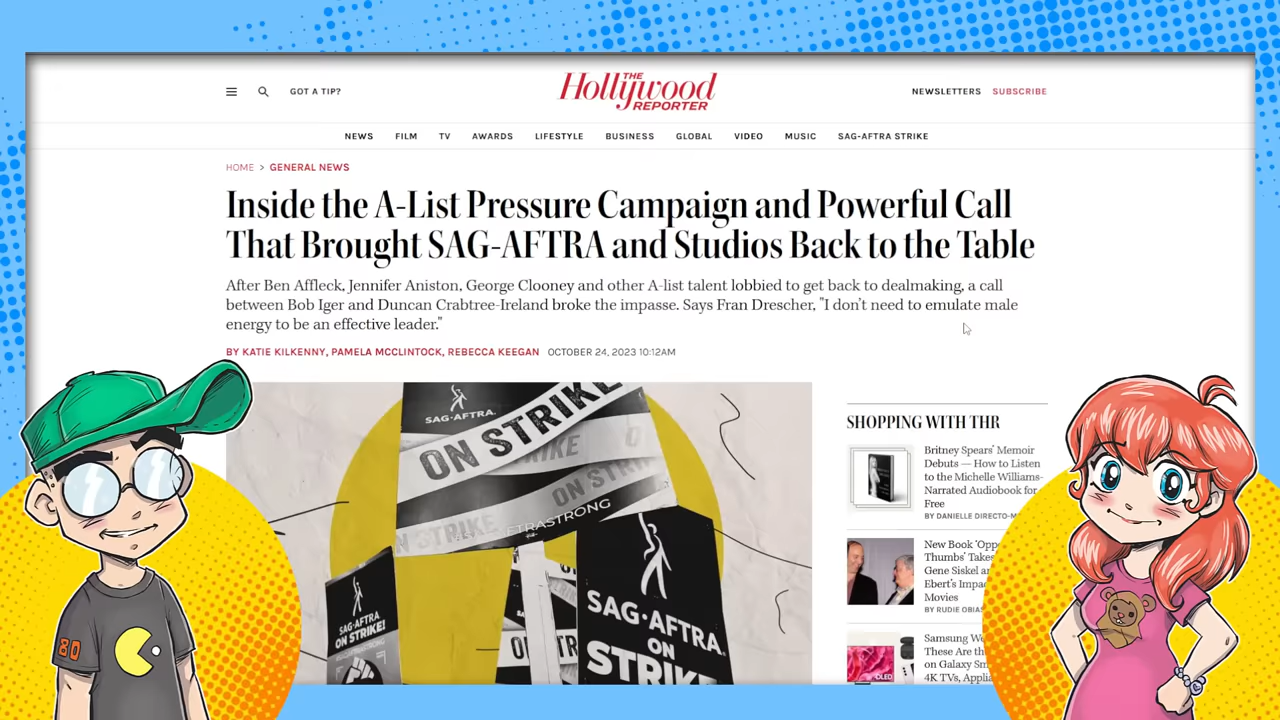 GOT A TIP?
THE
Hollywood
REPORTER
NEWSLETTERS SUBSCRIBE
NEWS FILM TV AWARDS LIFESTYLE BUSINESS GLOBAL VIDEO MUSIC SAG-AFTRA STRIKE
HOME > GENERAL NEWS
Inside the A-List Pressure Campaign and Powerful Call
That Brought SAG-AFTRA and Studios Back to the Table
After Ben Affleck, Jennifer Aniston, George Clooney and other A-list talent lobbied to get back to dealmaking, a call
between Bob Iger and Duncan Crabtree-Ireland broke the impasse. Says Fran Drescher, "I don't need to emulate male
energy to be an effective leader."
BY KATIE KILKENNY, PAMELA MCCLINTOCK, REBECCA KEEGAN OCTOBER 24, 2023 10:12AM
SAG-AFTRA.
ON STRIKE
ON STRIKE
SAG·AFTRA
ON STRIKE!
SAG·AFTRA
ON
STRIKE
80
SHOPPING WITH THR
Britney Spears' Memoir
Debuts — How to Listen
to the Michelle Williams-
Narrated Audiobook for
Free
BY DANIELLE DIRECTO-M
New Book 'Opp
Thumbs' Takes
Gene Siskel a
Ebert's Impa
Movies
BY RUDIE OBIAS
Samsung We
These Are th
on Galaxy Sm
4K TVs, Applia
OLED